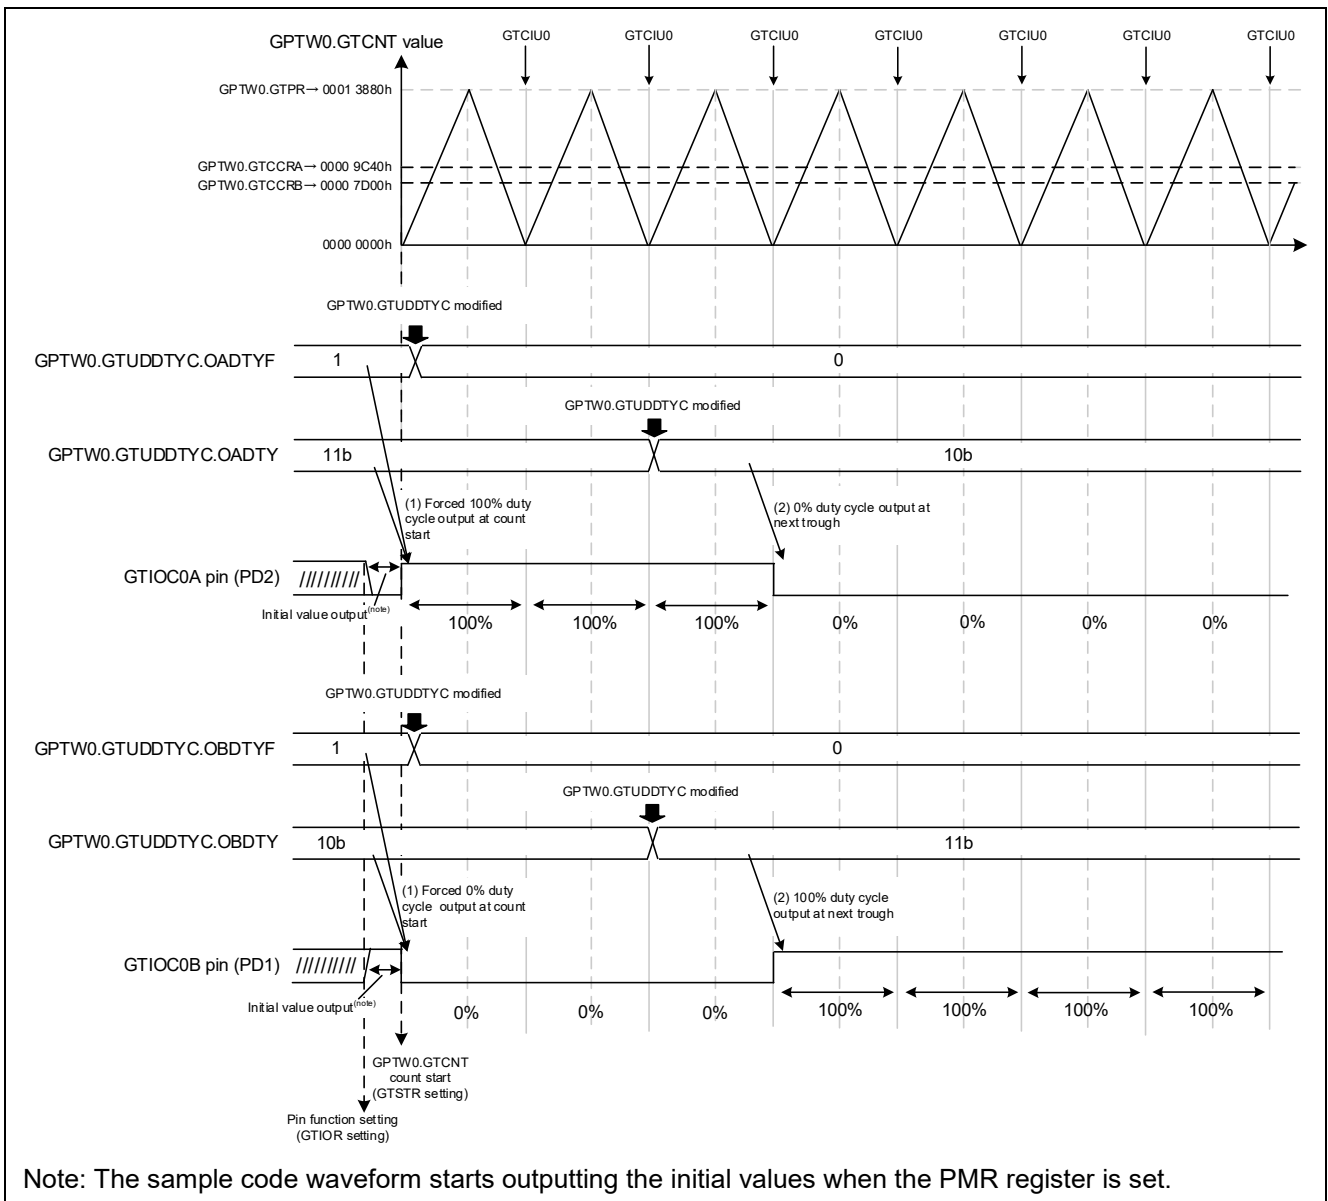 GPTW0.GTCNT value
GTCIU0 GTCIU0 GTCIU0 GTCIU0 GTCIU0 GTCIU0 GTCIU0
GPTW0.GTPR→ 0001 3880h
GPTW0.GTCCRA→ 0000 9C40h
GPTW0.GTCCRB→ 0000 7D00h
0000 0000h
GPTW0.GTUDDTYC modified
GPTW0.GTUDDTYC.OADTYF 1 0
GPTW0.GTUDDTYC modified
GPTW0.GTUDDTYC.OADTY 11b 10b
(1) Forced 100% duty
cycle output at count
start
(2) 0% duty cycle output at
next trough
GTIOC0A pin (PD2) //////////
Initial value output(note)
100% 100% 100% 0% 0% 0% 0%
GPTW0.GTUDDTYC modified
GPTW0.GTUDDTYC.OBDTYF 1 0
GPTW0.GTUDDTYC modified
GPTW0.GTUDDTYC.OBDTY 10b 11b
(1) Forced 0% duty
cycle output at count
start
(2) 100% duty cycle
output at next trough
GTIOC0B pin (PD1) //////////
Initial value output(note)
0% 0% 0% 100% 100% 100% 100%
GPTW0.GTCNT
count start
(GTSTR setting)
Pin function setting
(GTIOR setting)
Note: The sample code waveform starts outputting the initial values when the PMR register is set.